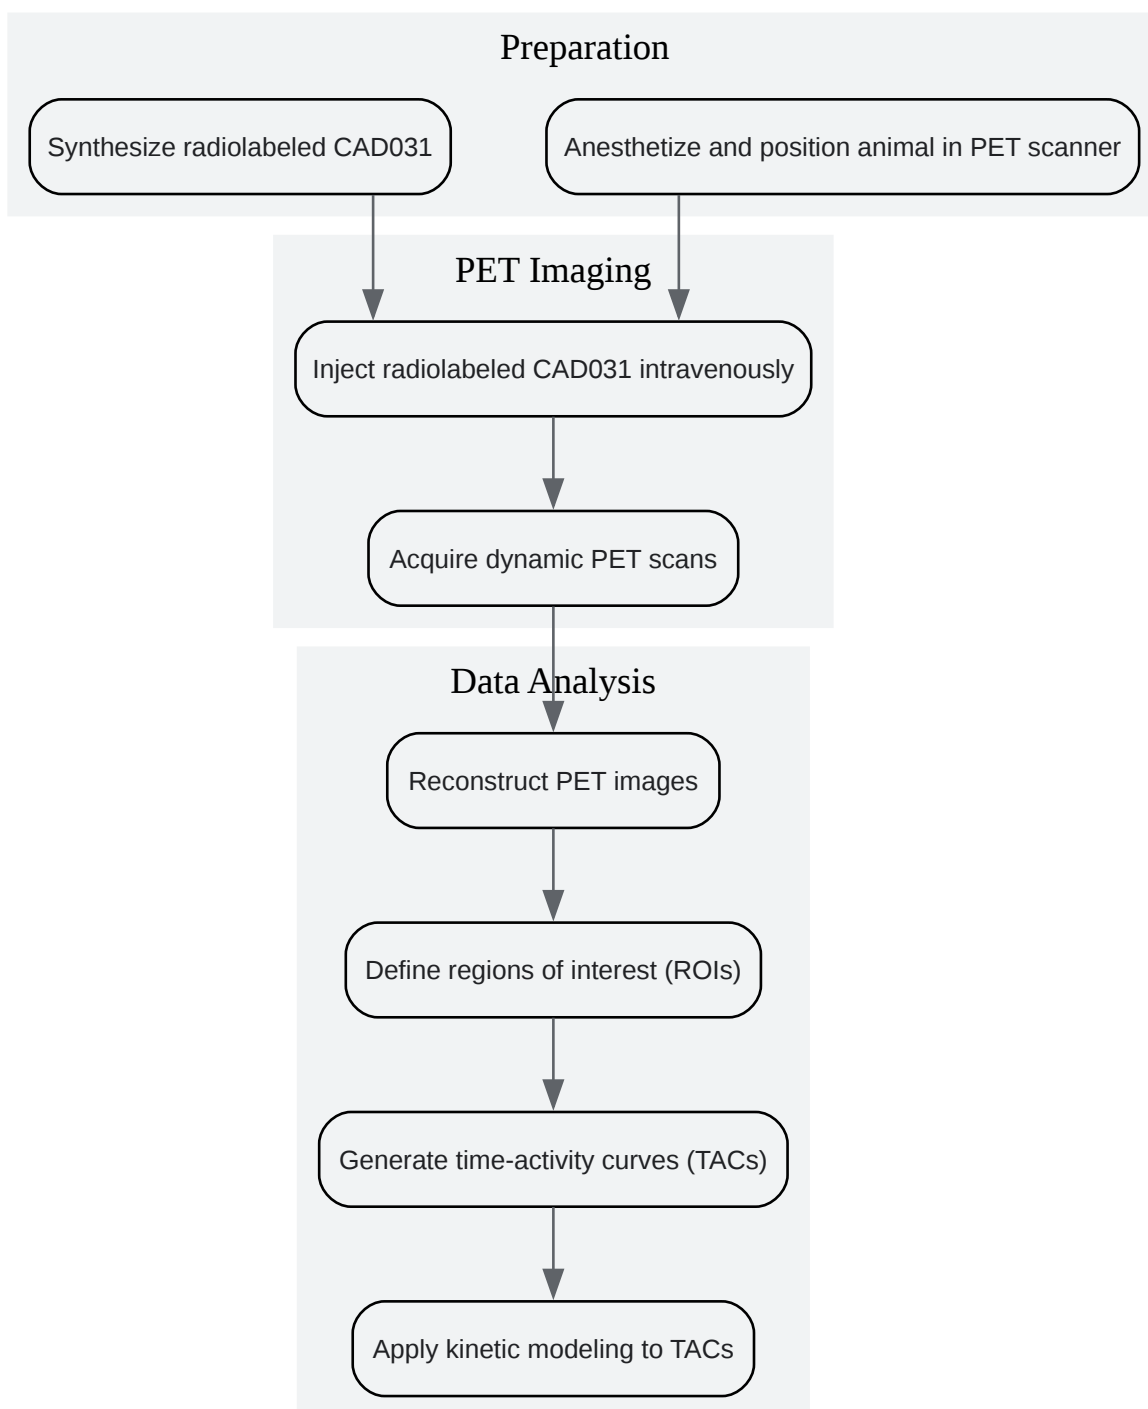 Preparation
Synthesize radiolabeled CAD031
Anesthetize and position animal in PET scanner
PET Imaging
Inject radiolabeled CAD031 intravenously
Acquire dynamic PET scans
Data Analysis
Reconstruct PET images
Define regions of interest (ROIs)
Generate time-activity curves (TACs)
Apply kinetic modeling to TACs